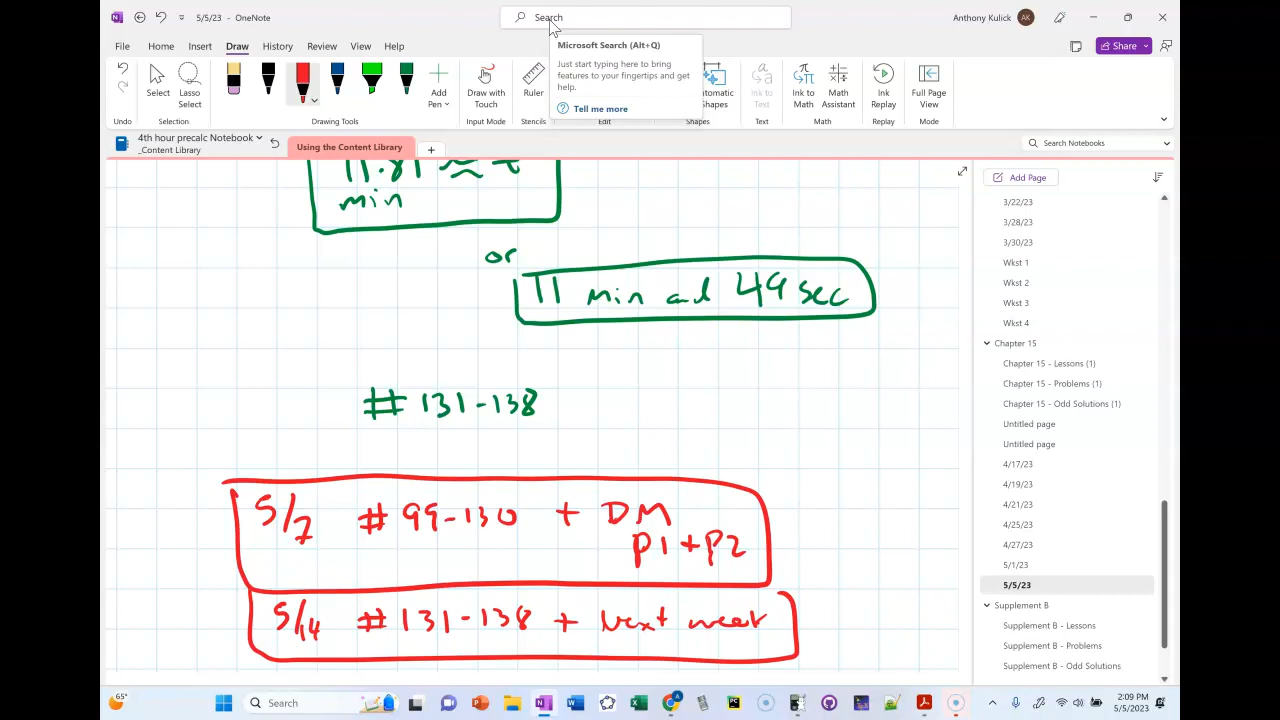 5/5/23 - OneNote
Search
Anthony Kulick
AK
File
Home
Insert
Draw
History
Review
View
Help
Share
Microsoft Search (Alt+Q)
Just start typing here to bring
features to your fingertips and get
help.
Tell me more
Undo
Select
Lasso
Select
Selection
Add
Pen
Drawing Tools
Draw with
Touch
Input Mode
Ruler
Stencils
Edit
utomatic
Shapes
Shapes
Ink to
Text
Text
Ink to
Math
Math
Assistant
Math
Ink
Replay
Replay
Full Page
View
Mode
4th hour precalc Notebook
_Content Library
Using the Content Library
Search Notebooks
Add Page
11.81 ≈ t
min
or
11 min and 49 sec
# 131-138
5/7 # 99-130 + DM
P1 + P2
5/14 # 131-138 + Next week
3/22/23
3/28/23
3/30/23
Wkst 1
Wkst 2
Wkst 3
Wkst 4
Chapter 15
Chapter 15 - Lessons (1)
Chapter 15 - Problems (1)
Chapter 15 - Odd Solutions (1)
Untitled page
Untitled page
4/17/23
4/19/23
4/21/23
4/25/23
4/27/23
5/1/23
5/5/23
Supplement B
Supplement B - Lessons
Supplement B - Problems
Supplement B - Odd Solutions
65°
Search
2:09 PM
5/5/2023